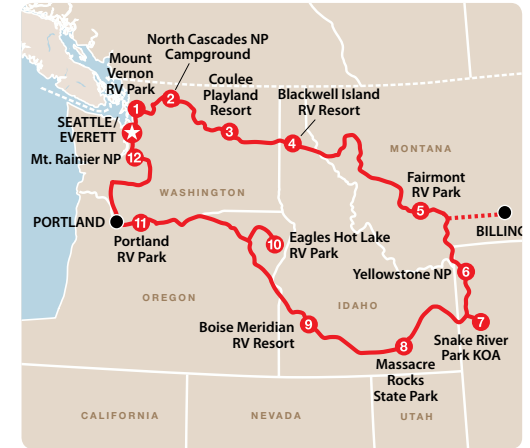 North Cascades NP
Campground
Mount
Vernon
RV Park
Coulee
Playland
Resort
Blackwell Island
RV Resort
1
2
3
4
SEATTLE/
EVERETT
MONTANA
12
Mt. Rainier NP
Fairmont
RV Park
WASHINGTON
5
PORTLAND
11
BILLING
Portland
RV Park
10
Eagles Hot Lake
RV Park
Yellowstone NP
6
OREGON
IDAHO
Boise Meridian
RV Resort
9
8
7
Snake River
Park KOA
Massacre
Rocks
State Park
CALIFORNIA
NEVADA
UTAH